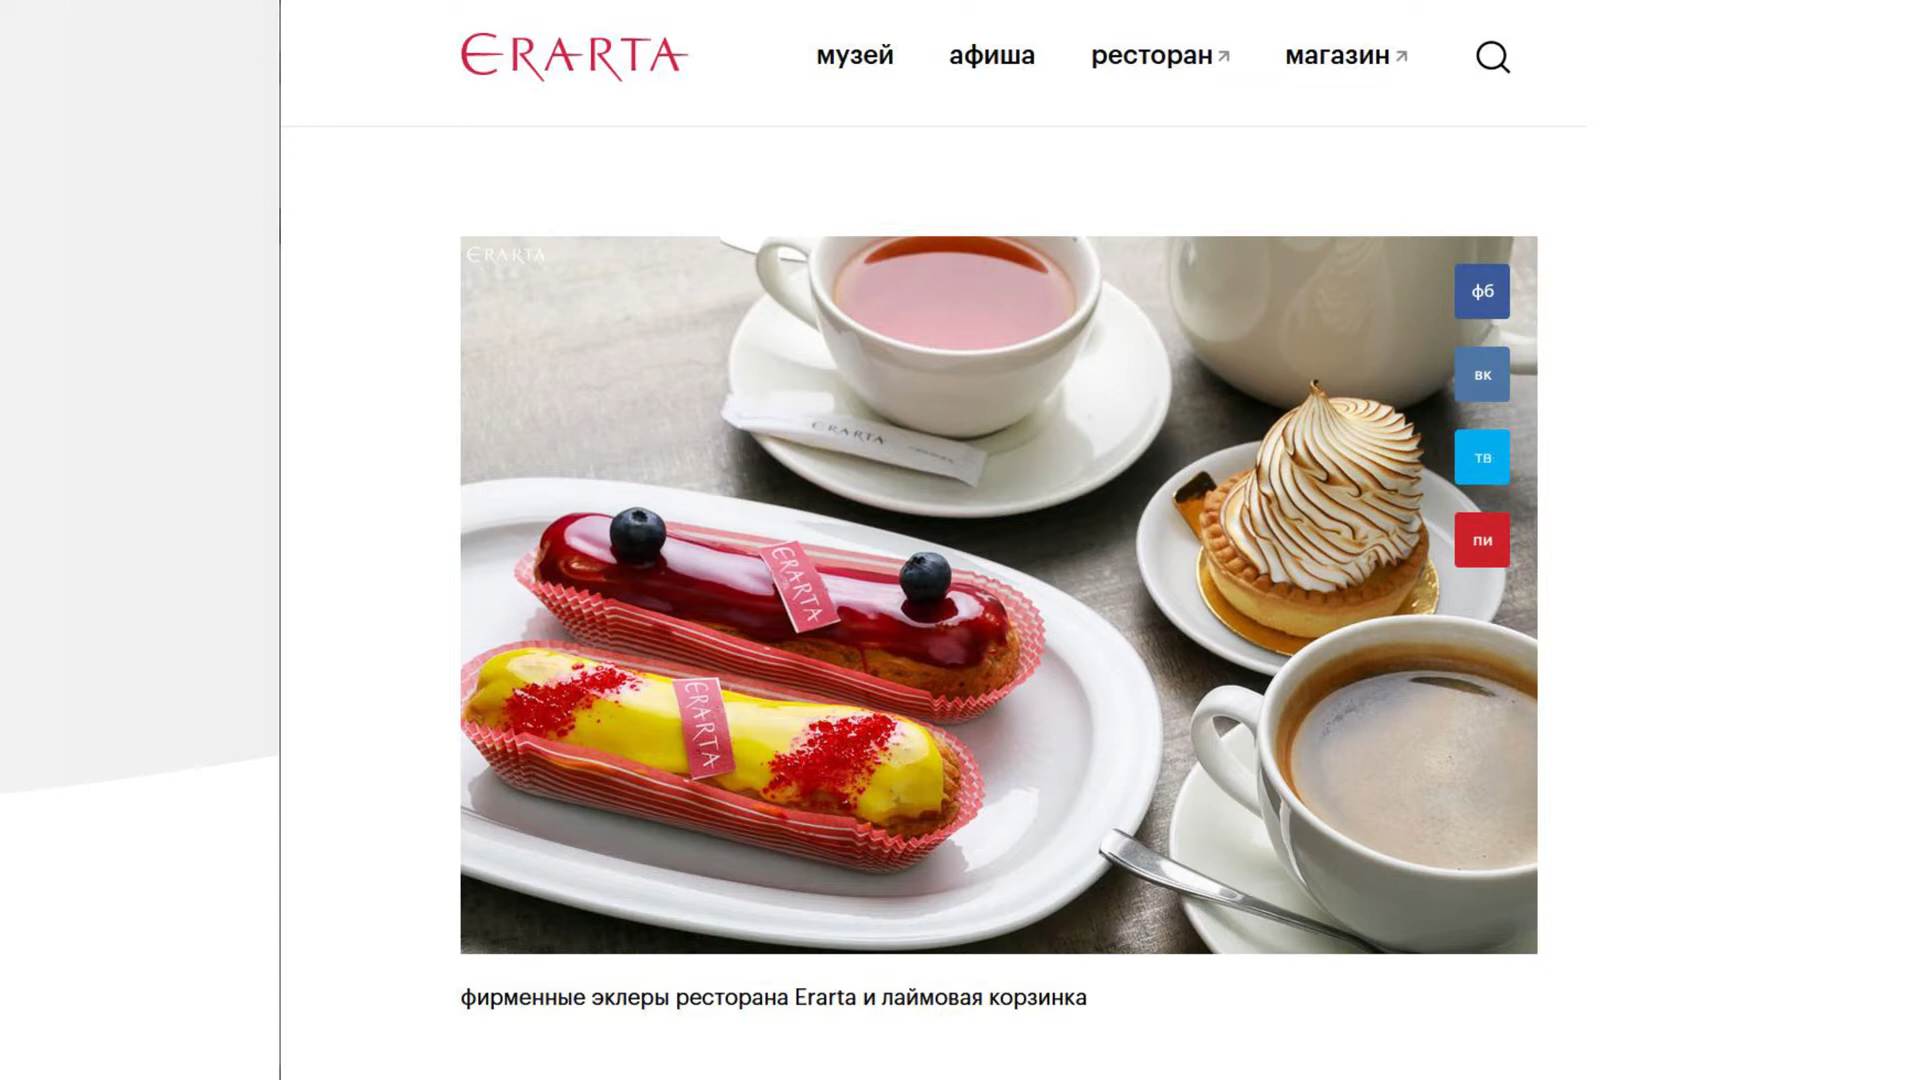 ERARTA
музей афиша ресторан магазин
ERARTA
фб
вк
ERARTA
тв
пи
ERARTA
ERARTA
фирменные эклеры ресторана Erarta и лаймовая корзинка